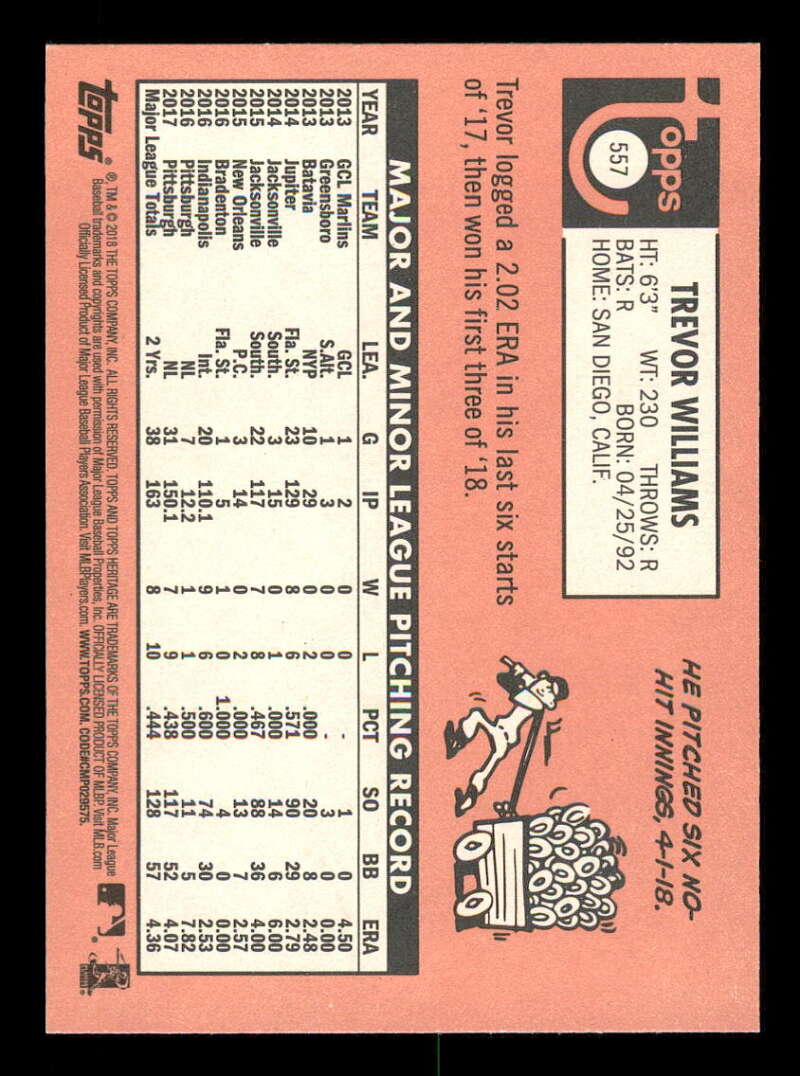 Topps
557
TREVOR WILLIAMS
HT: 6'3" WT: 230 THROWS: R
BATS: R BORN: 04/25/92
HOME: SAN DIEGO, CALIF.
HE PITCHED SIX NO-
HIT INNINGS, 4-1-18.
Trevor logged a 2.02 ERA in his last six starts
of '17, then won his first three of '18.
MAJOR AND MINOR LEAGUE PITCHING RECORD
YEAR TEAM LEA. G IP W L PCT SO BB ERA
2013 GCL Marlins GCL 1 2 0 0 - 1 0 4.50
2013 Greensboro S.Atl. 1 3 0 0 - 3 0 0.00
2013 Batavia NYP 10 29 0 2 .000 20 8 2.48
2014 Jupiter Fla. St. 23 129 8 6 .571 90 29 2.79
2014 Jacksonville South. 3 15 0 1 .000 14 6 6.00
2015 Jacksonville South. 22 117 7 8 .467 88 36 4.00
2015 New Orleans P.C. 3 14 0 2 .000 13 7 2.57
2016 Bradenton Fla. St. 1 5 1 0 1.000 4 0 0.00
2016 Indianapolis Int. 20 110.1 9 6 .600 74 30 2.53
2016 Pittsburgh NL 7 12.2 1 1 .500 11 5 7.82
2017 Pittsburgh NL 31 150.1 7 9 .438 117 52 4.07
Major League Totals 2 Yrs. 38 163 8 10 .444 128 57 4.36
topps®
®, TM & © 2018 THE TOPPS COMPANY, INC. ALL RIGHTS RESERVED. TOPPS AND TOPPS HERITAGE ARE TRADEMARKS OF THE TOPPS COMPANY, INC. Major League
Baseball trademarks and copyrights are used with permission of Major League Baseball Properties, Inc. OFFICIALLY LICENSED PRODUCT OF MLBP. Visit MLB.com
Officially Licensed Product of Major League Baseball Players Association. Visit MLBPlayers.com. WWW.TOPPS.COM. CODE#CMP029575.